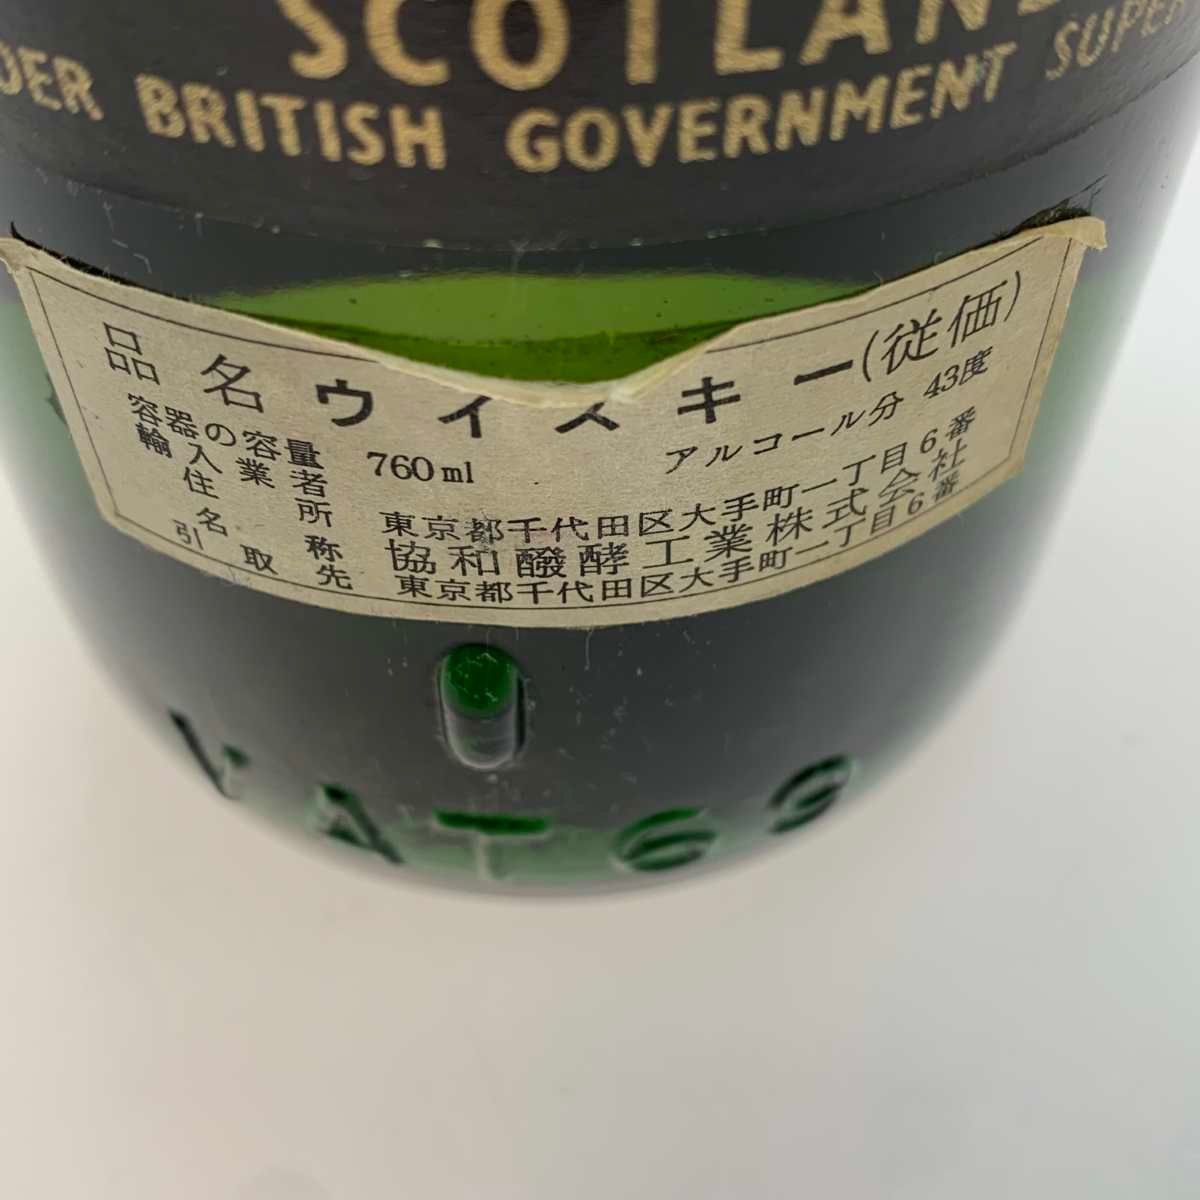 SCOTLAND
BRITISH GOVERNMENT
品名ウイスキー(従価)
容器の容量 760ml アルコール分 43度
輸入業者
住所 東京都千代田区大手町一丁目6番
名称 協和醱酵工業株式会社
引取先 東京都千代田区大手町一丁目6番
VAT69